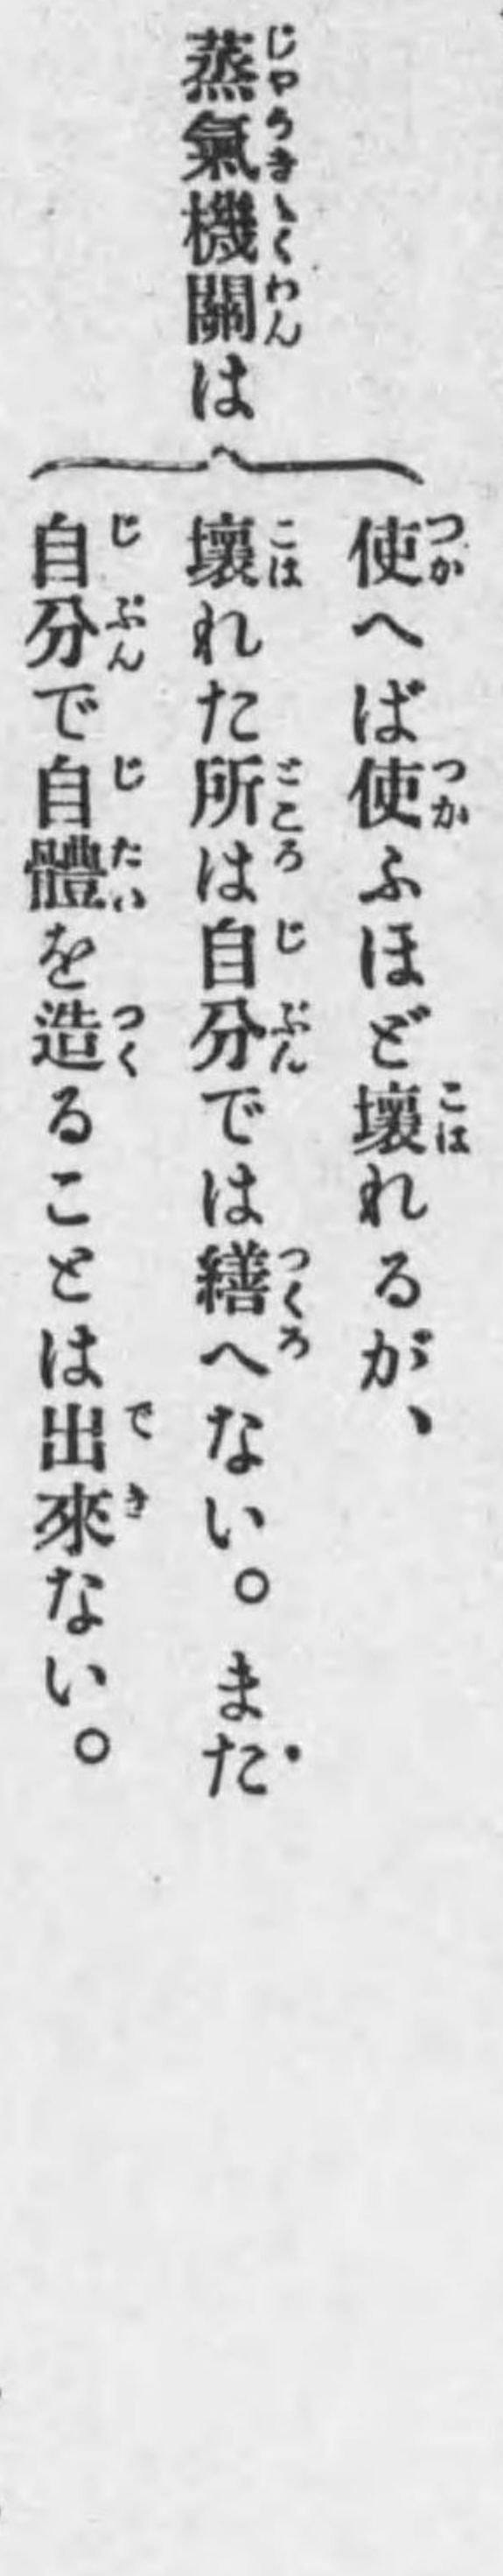 蒸氣機關は
使へば使ふほど壞れるが、
壞れた所は自分では繕へない。また
自分で自體を造ることは出來ない。